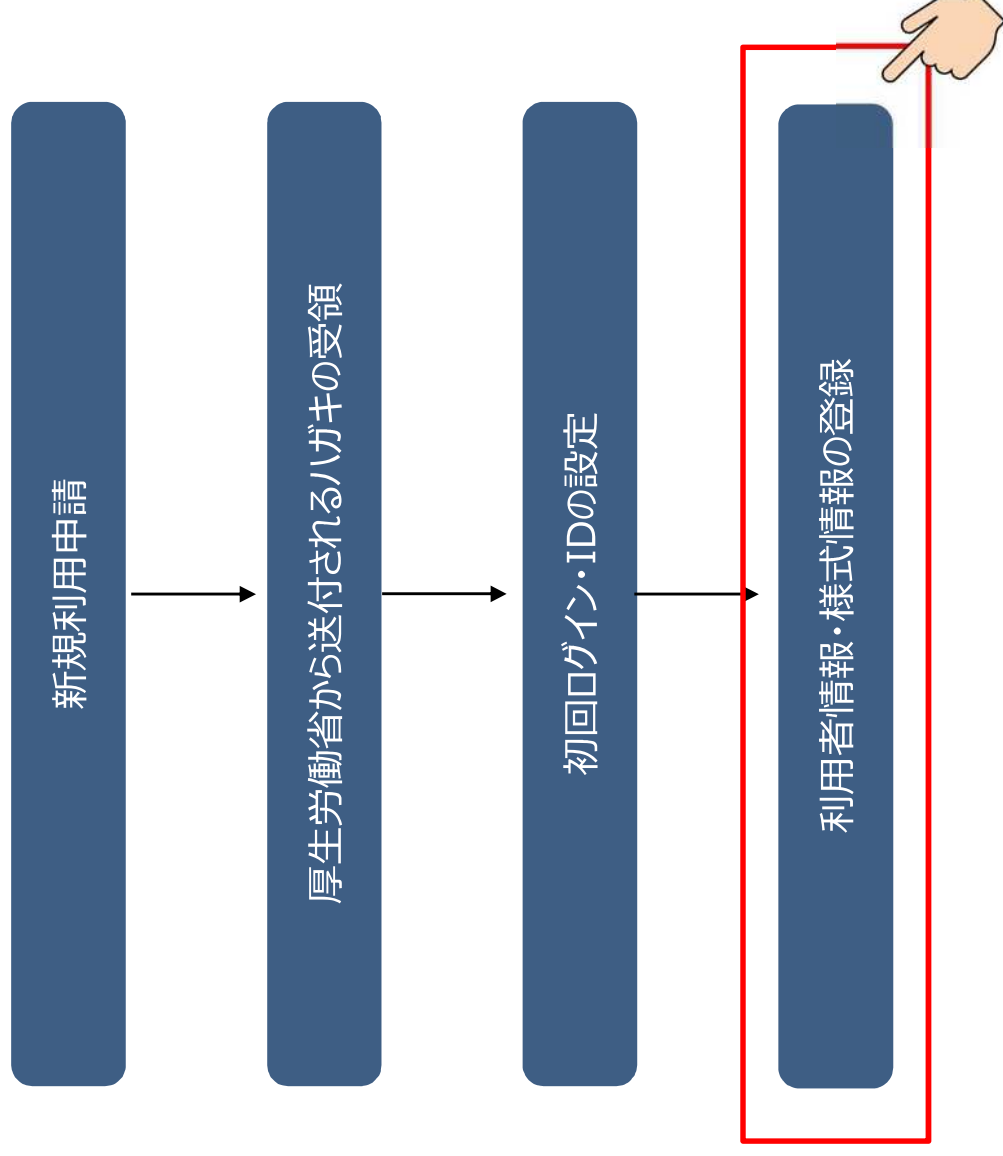 新規利用申請
厚生労働省から送付されるハガキの受領
初回ログイン・IDの設定
利用者情報・様式情報の登録